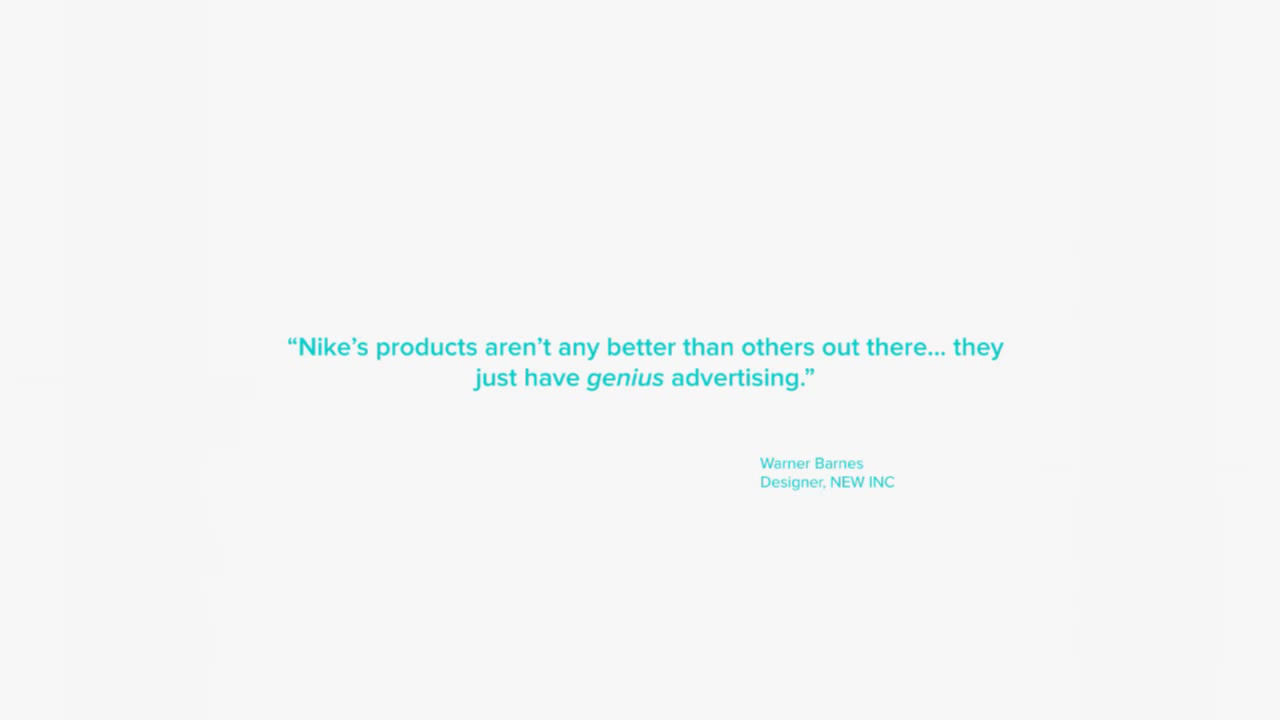 “Nike’s products aren’t any better than others out there... they
just have genius advertising.”
Warner Barnes
Designer, NEW INC